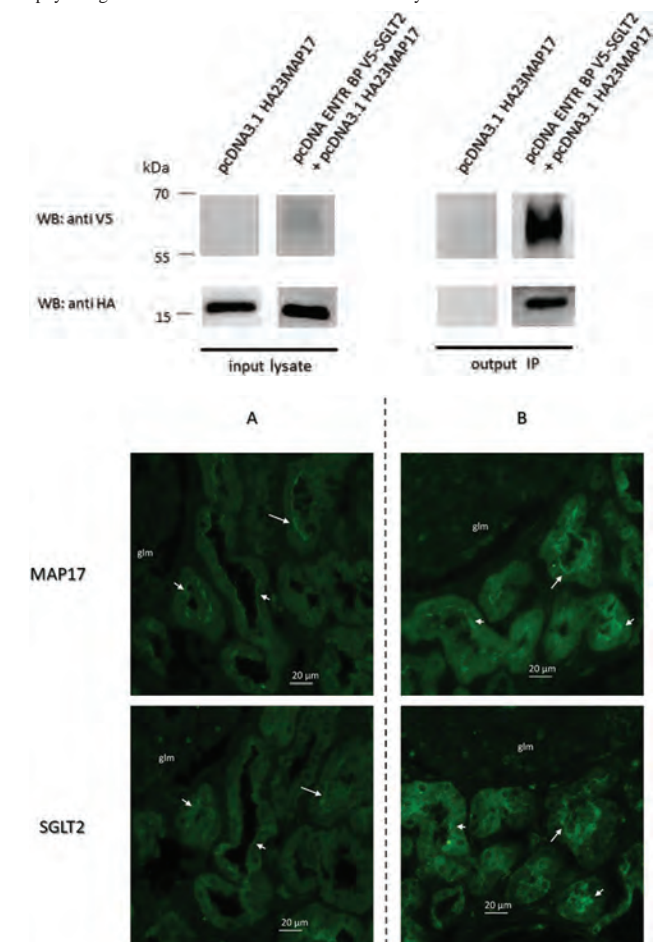 pcDNA3.1 HA23MAP17
pcDNA ENTR BP V5-SGLT2
+ pcDNA3.1 HA23MAP17
pcDNA3.1 HA23MAP17
pcDNA ENTR BP V5-SGLT2
+ pcDNA3.1 HA23MAP17
kDa
70
WB: anti V5
55
WB: anti HA
15
input lysate
output IP
A
B
MAP17
glm
20 µm
glm
20 µm
SGLT2
glm
20 µm
glm
20 µm